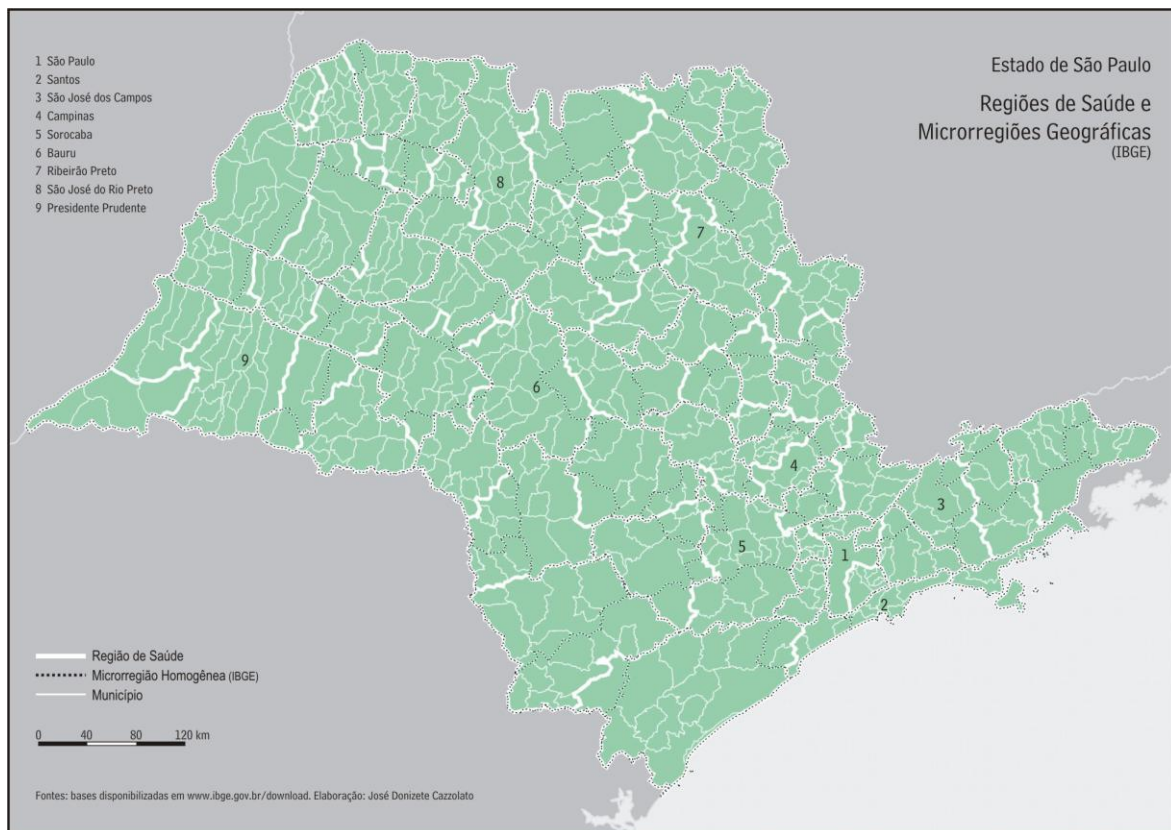 1 São Paulo
2 Santos
3 São José dos Campos
4 Campinas
5 Sorocaba
6 Bauru
7 Ribeirão Preto
8 São José do Rio Preto
9 Presidente Prudente
Estado de São Paulo
Regiões de Saúde e
Microrregiões Geográficas
(IBGE)
8
7
9
6
4
3
5
1
2
Região de Saúde
Microrregião Homogênea (IBGE)
Município
0 40 80 120 km
Fontes: bases disponibilizadas em www.ibge.gov.br/download. Elaboração: José Donizete Cazzolato